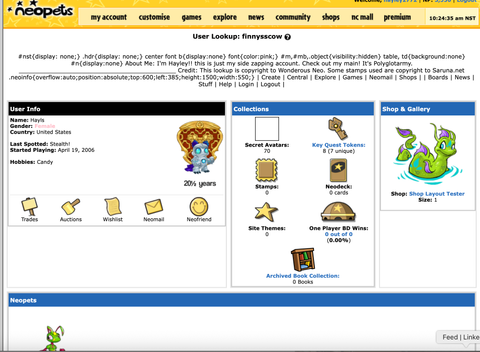 neopets
Welcome,
Logout
my account customise games explore news community shops nc mall premium
10:24:35 am NST
User Lookup: finnysscow
#nst{display: none;} .hdr{display: none;} center font b{display:none} font{color:pink;} #m,#mb,.object{visibility:hidden} table, td{background:none}
#n{display:none} About Me: I'm Hayley!! this is just my side zapping account. Check out my main! It's Polyglotarmy.
Credit: This lookup is copyright to Wonderous Neo. Some stamps used are copyright to Saruna.net
.neofriend{overflow:auto;position:absolute;top:600;left:385;height:1500;width:550;} | Create | Central | Explore | Games | Neomail | Shops | | Boards | News |
Stuff | Help | Login | Logout |
User Info
Name: Hayls
Gender: Female
Country: United States
Last Spotted: Stealth!
Started Playing: April 19, 2006
Hobbies: Candy
20½ years
Trades Auctions Wishlist Neomail Neofriend
Collections
Secret Avatars:
70
Key Quest Tokens:
8 (7 unique)
Stamps:
0
Neodeck:
0 cards
Site Themes:
0
One Player BD Wins:
0 out of 0
(0.00%)
Archived Book Collection:
0 Books
Shop & Gallery
Shop: Shop Layout Tester
Size: 1
Neopets
Feed | Linke